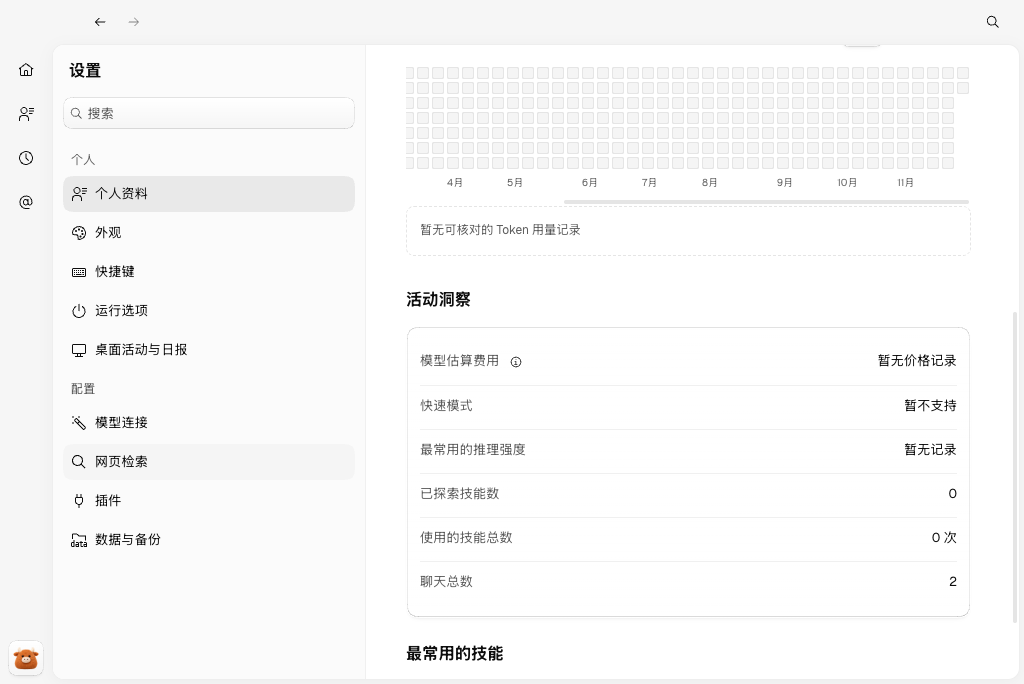 设置
搜索
个人
个人资料
外观
快捷键
运行选项
桌面活动与日报
配置
模型连接
网页检索
插件
data
数据与备份
4月 5月 6月 7月 8月 9月 10月 11月
暂无可核对的 Token 用量记录
活动洞察
模型估算费用 暂无价格记录
快速模式 暂不支持
最常用的推理强度 暂无记录
已探索技能数 0
使用的技能总数 0 次
聊天总数 2
最常用的技能